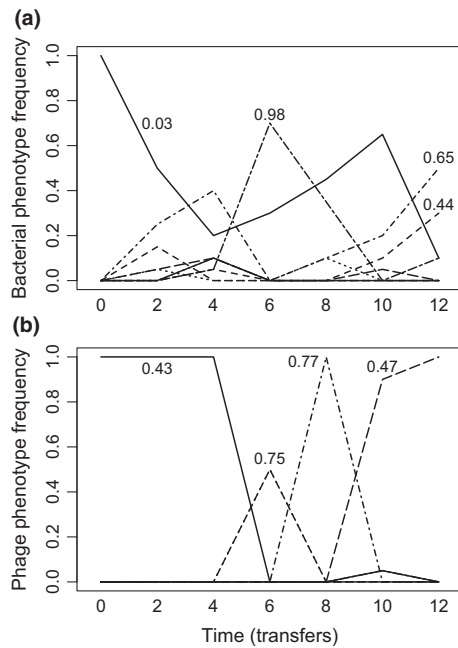 (a)
Bacterial phenotype frequency
1.0
0.8
0.6
0.4
0.2
0.0
0.03
0.98
0.65
0.44
0 2 4 6 8 10 12
(b)
Phage phenotype frequency
1.0
0.8
0.6
0.4
0.2
0.0
0.43
0.75
0.77
0.47
0 2 4 6 8 10 12
Time (transfers)